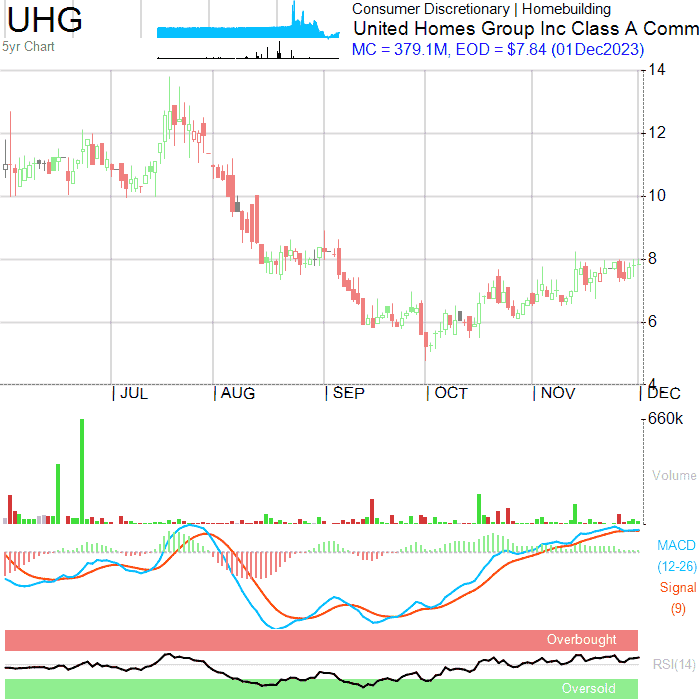 UHG
5yr Chart
Consumer Discretionary | Homebuilding
United Homes Group Inc Class A Comm
MC = 379.1M, EOD = $7.84 (01Dec2023)
14
12
10
8
6
4
| JUL | AUG | SEP | OCT | NOV | DEC
660k
Volume
MACD
(12-26)
Signal
(9)
Overbought
RSI(14)
Oversold